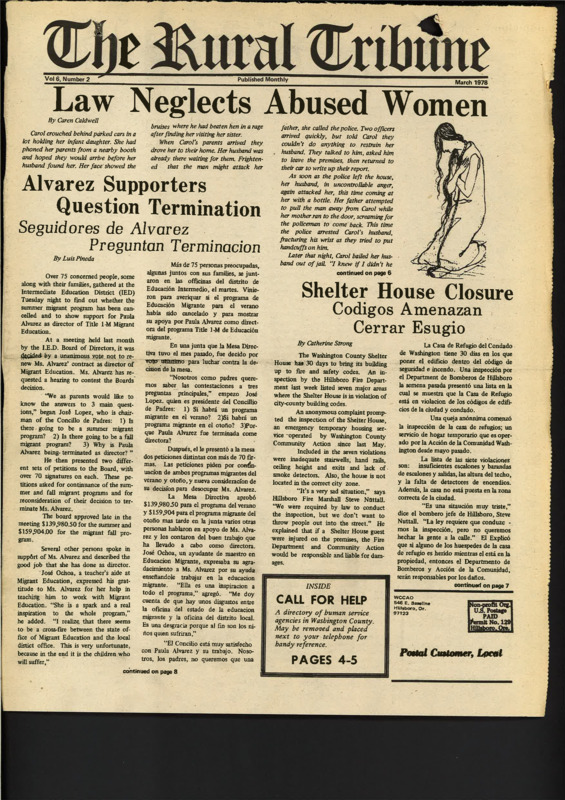 The Rural Tribune
Vol 6, Number 2
Published Monthly
March 1978
Law Neglects Abused Women
By Caren Caldwell
Carol crouched behind parked cars in a
lot holding her infant daughter. She had
phoned her parents from a nearby booth
and hoped they would arrive before her
husband found her. Her face showed the
bruises where he had beaten hen in a rage
after finding her visiting her sister.
When Carol's parents arrived they
drove her to their home. Her husband was
already there waiting for them. Frighten-
ed that the man might attack her
father, she called the police. Two officers
arrived quickly, but told Carol they
couldn't do anything to restrain her
husband. They talked to him, asked him
to leave the premises, then returned to
their car to write up their report.
As soon as the police left the house,
her husband, in uncontrollable anger,
again attacked her, this time coming at
her with a bottle. Her father attempted
to pull the man away from Carol while
her mother ran to the door, screaming for
the policeman to come back. This time
the police arrested Carol's husband,
fracturing his wrist as they tried to put
handcuffs on him.
Later that night, Carol bailed her hus-
band out of jail. "I knew if I didn't he
continued on page 6
Alvarez Supporters
Question Termination
Seguidores de Alvarez
Preguntan Terminacion
By Luis Pineda
Over 75 concerned people, some
along with their families, gathered at the
Intermediate Education District (IED)
Tuesday night to find out whether the
summer migrant program has been can-
celled and to show support for Paula
Alvarez as director of Title I-M Migrant
Education.
At a meeting held last month
by the I.E.D. Board of Directors, it was
decided by a unanimous vote not to re-
new Ms. Alvarez' contract as director of
Migrant Education. Ms. Alvarez has re-
quested a hearing to contest the Boards
decision.
"We as parents would like to
know the answers to 3 main ques-
tions," began José Lopez, who is chair-
man of the Concilio de Padres: 1) Is
there going to be a summer migrant
program? 2) Is there going to be a fall
migrant program? 3) Why is Paula
Alvarez being terminated as director?"
He then presented two differ-
ent sets of petitions to the Board, with
over 70 signatures on each. These pe-
titions asked for continuance of the sum-
mer and fall migrant programs and for
reconsideration of their decision to ter-
minate Ms. Alvarez.
The board approved late in the
meeting $139,980.50 for the summer and
$159,904.00 for the migrant fall pro-
gram.
Several other persons spoke in
support of Ms. Alvarez and described the
good job that she has done as director.
José Ochoa, a teacher's aide at
Migrant Education, expressed his grat-
itude to Ms. Alvarez for her help in
teaching him to work with Migrant
Education. "She is a spark and a real
inspiration to the whole program,"
he added. "I realize that there seems
to be a cross-fire between the state of-
fice of Migrant Education and the local
district office. This is very unfortunate,
because in the end it is the children who
will suffer,"
Más de 75 personas preocupadas,
algunas juntos con sus familias, se junt-
aron en las officinas del distrito de
Educación Intermedio, el martes. Vinie-
ron para averiguar si el programa de
Educación Migrante para el verano
habia sido cancelado y para mostrar
su apoyo por Paula Alvarez como direct-
ora del programa Title I-M de Educación
migrante.
En una junta que la Mesa Direc-
tiva tuvo el mes pasado, fue decido por
voto unanimo para luchar contra la de-
cision de la mesa.
"Nosotros como padres quere-
mos saber las contestaciones a tres
preguntas principales," empezo José
Lopez, quien es presidente del Concilio
de Padres: 1) Si habrá un programa
migrante en el verano? 2)Si habrá un
programa migrante en el otoño? 3)Por-
que Paula Alvarez fue terminada como
directora?
Después, el le presentó a la mesa
dos peticiones distintas con más de 70 fir-
mas. Las peticiones piden por contin-
uacion de ambos programas migrantes del
verano y otoño, y nueva consideracion de
su decisión para desocupar Ms. Alvarez.
La Mesa Directiva aprobó
$139,980.50 para el programa del verano
y $159,904 para el programa migrante del
otoño mas tarde en la junta varios otras
personas hablaron en apoyo de Ms. Alva-
rez y les contaron del buen trabajo que
ha llevado a cabo como directora.
José Ochoa, un ayudante de maestro en
Educacion Migrante, expresaba su agra-
dacimiento a Ms. Alvarez por su ayuda
enseñandole trabajar en la educacion
migrante. "Ella es una inspiracion a
todo el programa," agregó. "Me doy
cuenta de que hay unos disgustos entre
la oficina del estado de la educacion
migrante y la oficina del distrito local.
Es una desgracia porque al fin son los ni-
ños quien sufriran,"
"El Concilio está muy satisfecho
con Paula Alvarez y su trabajo. Noso-
tros, los padres, no queremos que una
continued on page 8
Shelter House Closure
Codigos Amenazan
Cerrar Esugio
By Catherine Strong
The Washington County Shelter
House has 30 days to bring its building
up to fire and safety codes. An in-
spection by the Hillsboro Fire Depart-
ment last week listed seven major areas
where the Shelter House is in violation of
city-county building codes.
An anonymous complaint promp-
ted the inspection of the Shelter House,
an emergency temporary housing ser-
vice operated by Washington County
Community Action since last May.
Included in the seven violations
were inadequate stairwells, hand rails,
ceiling height and exits and lack of
smoke detectors. Also, the house is not
located in the correct city zone.
"It's a very sad situation," says
Hillsboro Fire Marshall Steve Nuttall,
"We were required by law to conduct
the inspection, but we don't want to
throw people out into the street." He
explained that if a Shelter House guest
were injured on the premises, the Fire
Department and Community Action
would be responsible and liable for dam-
ages.
La Casa de Refugio del Condado
de Washington tiene 30 dias en los que
pones el edificio dentro del código de
seguridad e incendio. Una inspección por
el Departmento de Bomberos de Hillsboro
la semana pasada presentó una lista en la
cual se muestra que la Casa de Refugio
está en violation de los códigos de edifi-
cios de la ciudad y condado.
Una queja anónima comenzó
la inspección de la casa de refugios; un
servicio de hogar temporario que es oper-
ado por la Acción de la Comunidad Wash-
ington desde mayo pasado.
La lista de las siete violaciones
son: insuficientes escalones y barandas
de escalones y salidas, las altura del techo,
y la falta de detectores de encendios.
Además, la casa no está puesta en la zona
correcta de la ciudad.
"Es una situación muy triste,"
dice el bombero jefe de Hillsboro, Steve
Nuttall. "La ley requiere que conduze -
mos la inspección, pero no queremos
hechar la gente a la calle." El Explicó
que si alguno de los huespedes de la casa
de refugio es herido mientras el está en la
propiedad, entonces el Departamento de
Bomberos y Acción de la Comunidad,
serán responsables por los daños.
continued on page 7
INSIDE
CALL FOR HELP
A directory of human service
agencies in Washington County.
May be removed and placed
next to your telephone for
handy reference.
PAGES 4-5
WCCAO
546 E. Baseline
Hillsboro, Or.
97123
Non-profit Org.
U.S. Postage
PAID
Permit No. 129
Hillsboro, Ore.
Postal Customer, Local